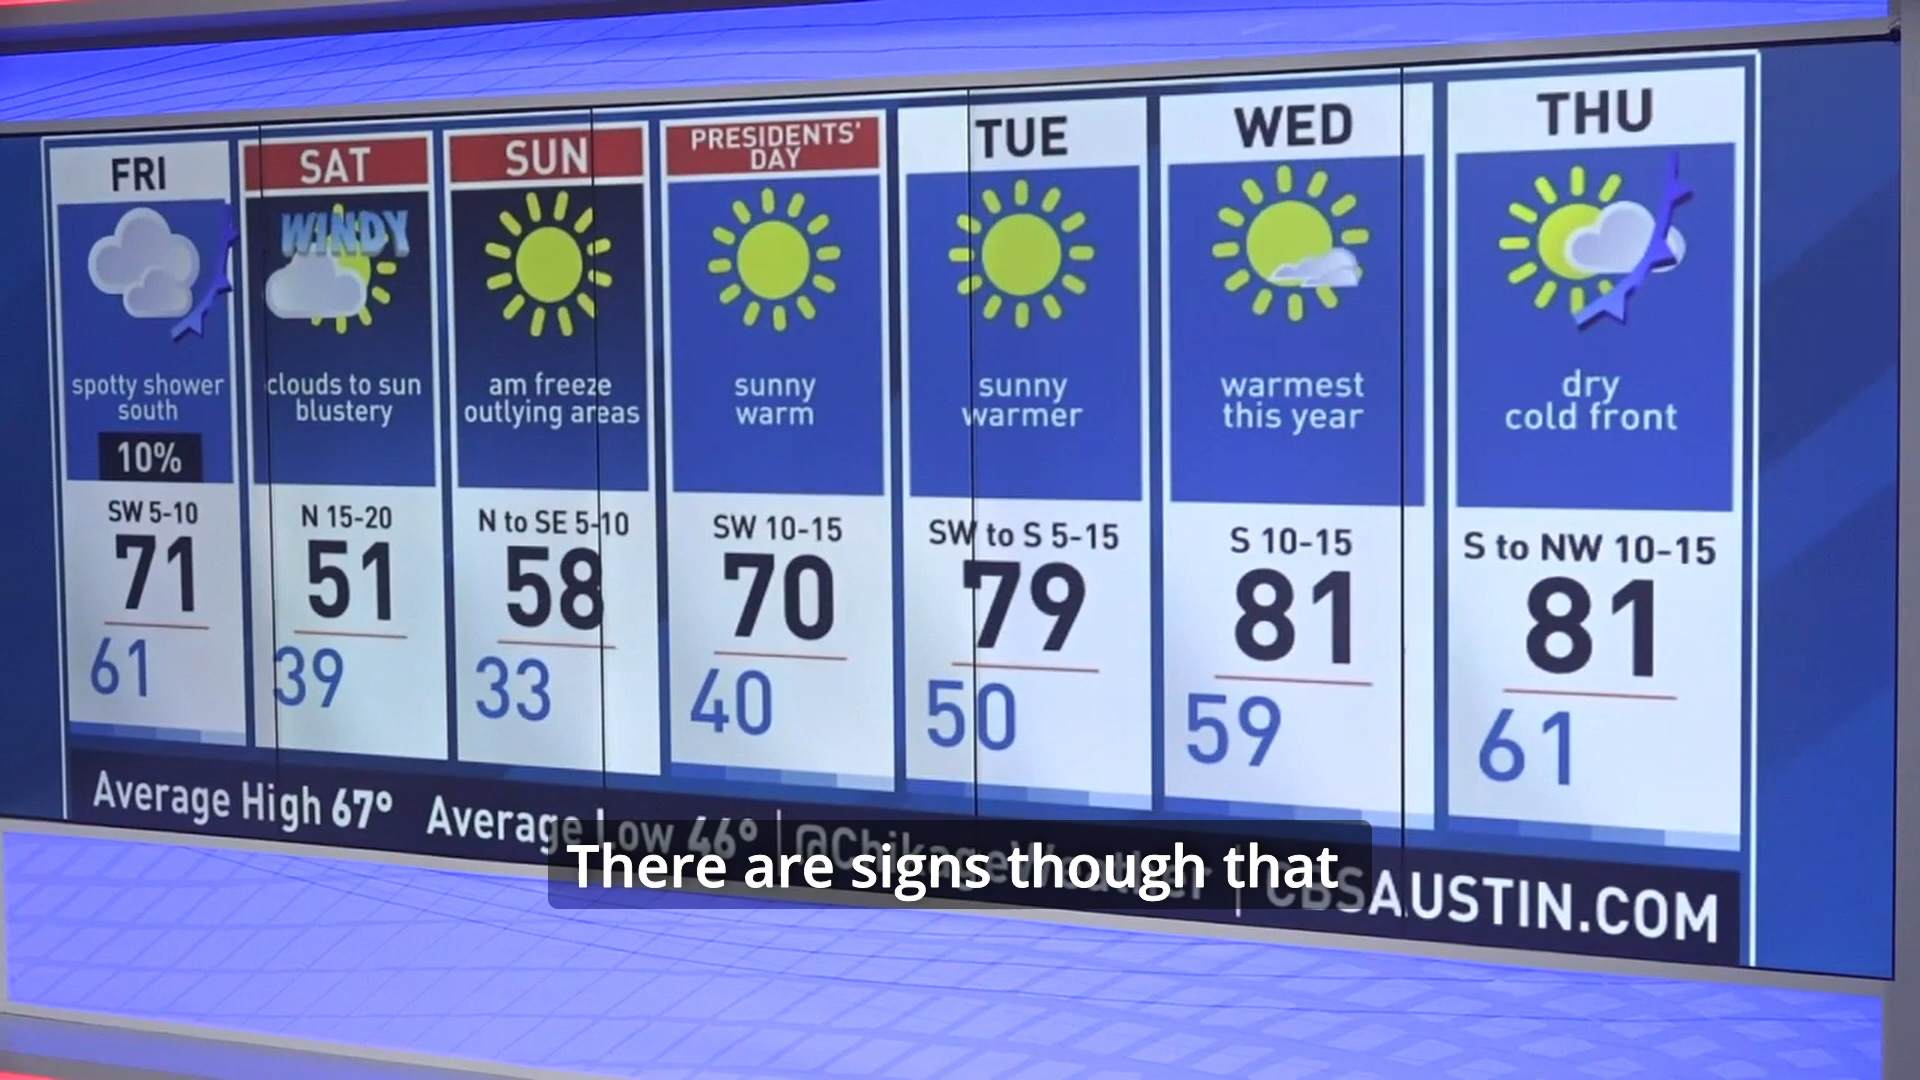 FRI
SAT
SUN
PRESIDENTS'
DAY
TUE
WED
THU
WINDY
spotty shower
south
10%
clouds to sun
blustery
am freeze
outlying areas
sunny
warm
sunny
warmer
warmest
this year
dry
cold front
SW 5-10
71
61
N 15-20
51
39
N to SE 5-10
58
33
SW 10-15
70
40
SW to S 5-15
79
50
S 10-15
81
59
S to NW 10-15
81
61
Average High 67° Average Low 46° | @ChikageWeather | CBSAUSTIN.COM
There are signs though that